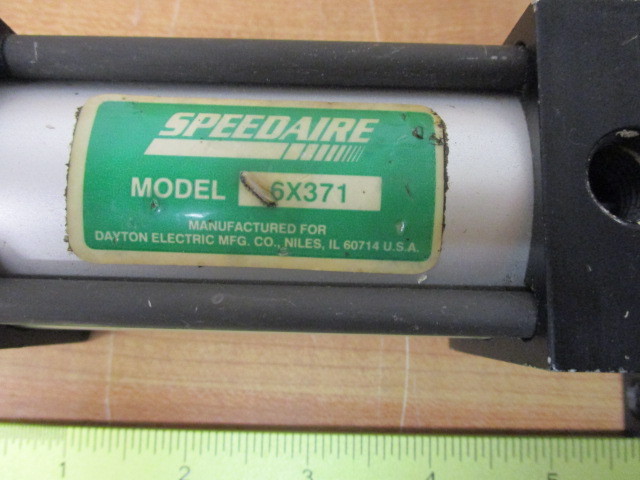 SPEEDAIRE
MODEL 6X371
MANUFACTURED FOR
DAYTON ELECTRIC MFG. CO., NILES, IL 60714 U.S.A.
1 2 3 4 5